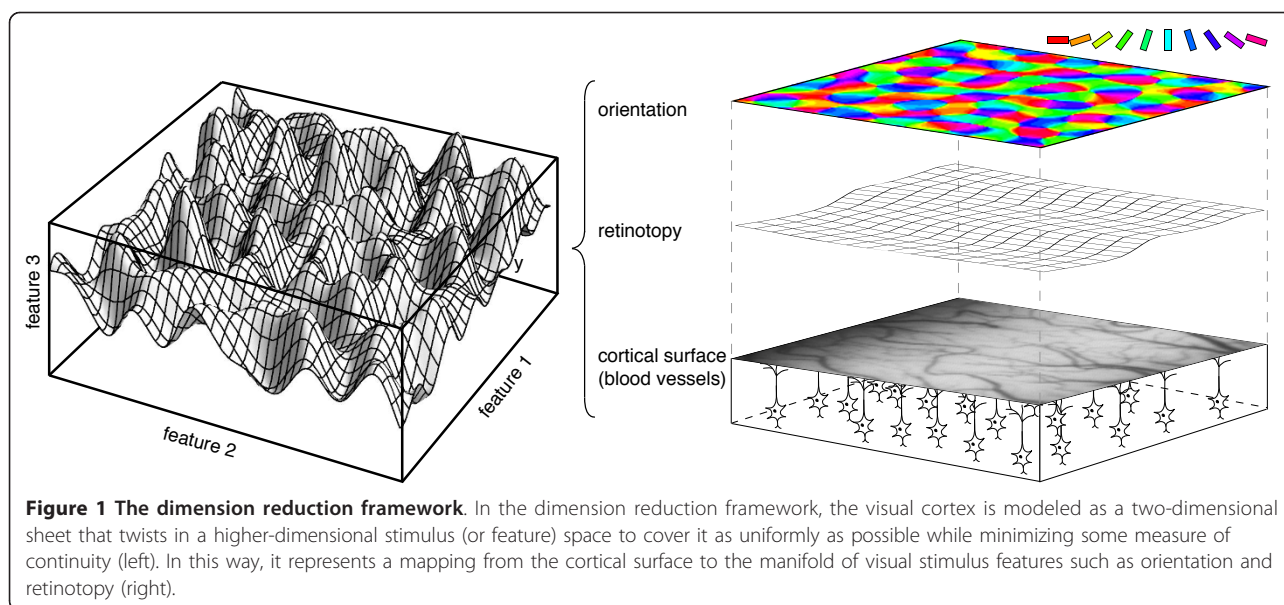 orientation
retinotopy
cortical surface
(blood vessels)
feature 3
feature 2
feature 1
y
Figure 1 The dimension reduction framework. In the dimension reduction framework, the visual cortex is modeled as a two-dimensional
sheet that twists in a higher-dimensional stimulus (or feature) space to cover it as uniformly as possible while minimizing some measure of
continuity (left). In this way, it represents a mapping from the cortical surface to the manifold of visual stimulus features such as orientation and
retinotopy (right).